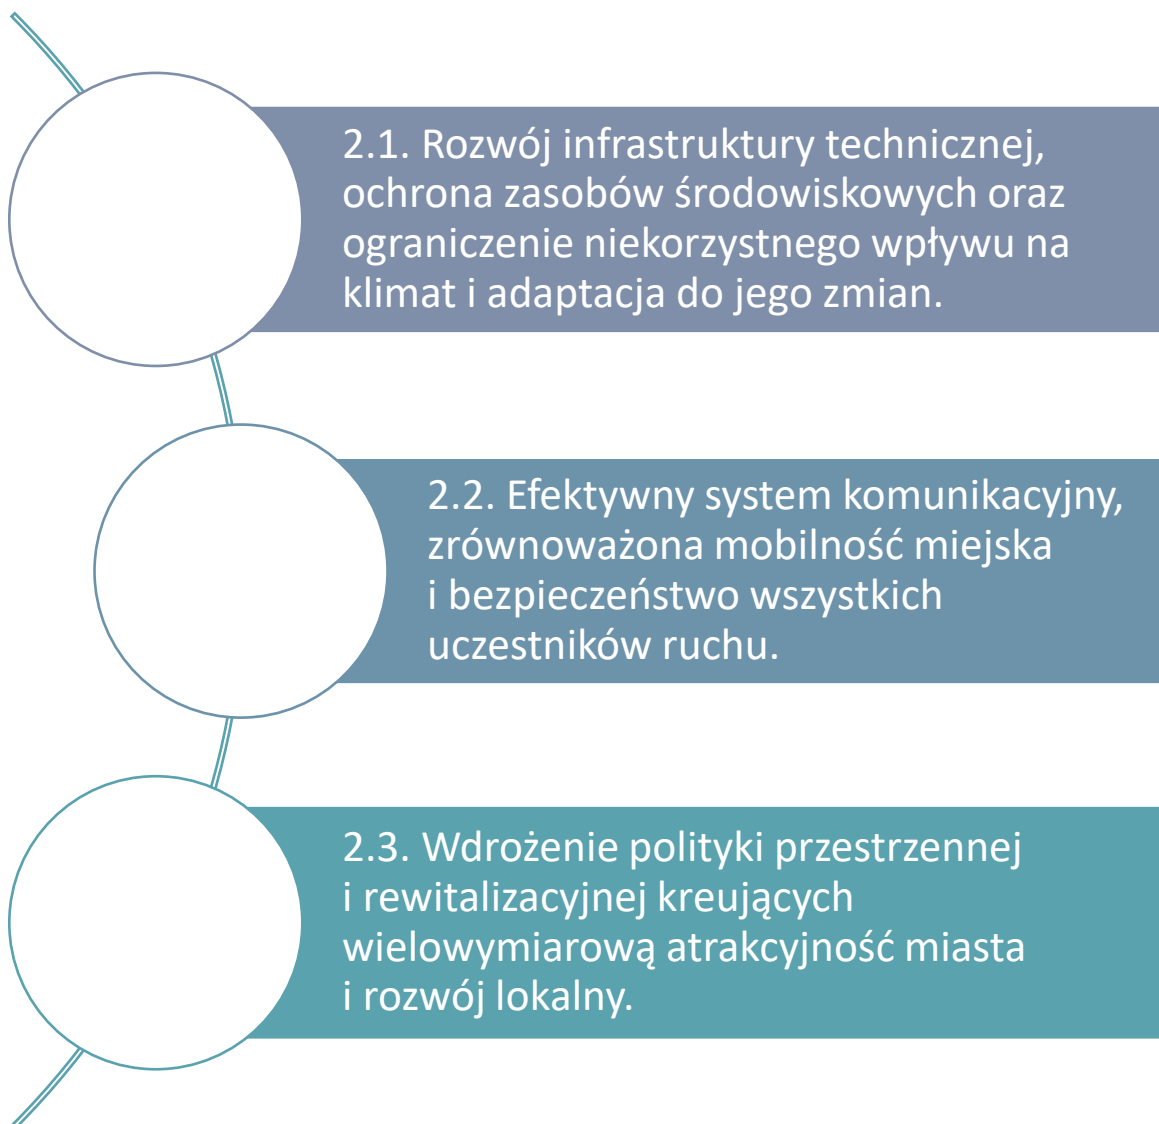 2.1. Rozwój infrastruktury technicznej,
ochrona zasobów środowiskowych oraz
ograniczenie niekorzystnego wpływu na
klimat i adaptacja do jego zmian.
2.2. Efektywny system komunikacyjny,
zrównoważona mobilność miejska
i bezpieczeństwo wszystkich
uczestników ruchu.
2.3. Wdrożenie polityki przestrzennej
i rewitalizacyjnej kreujących
wielowymiarową atrakcyjność miasta
i rozwój lokalny.